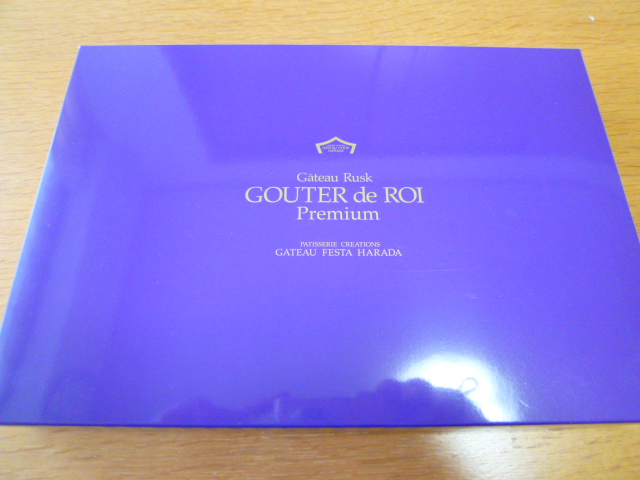 Gâteau Rusk
GOUTER de ROI
Premium
PATISSERIE CREATIONS
GATEAU FESTA HARADA